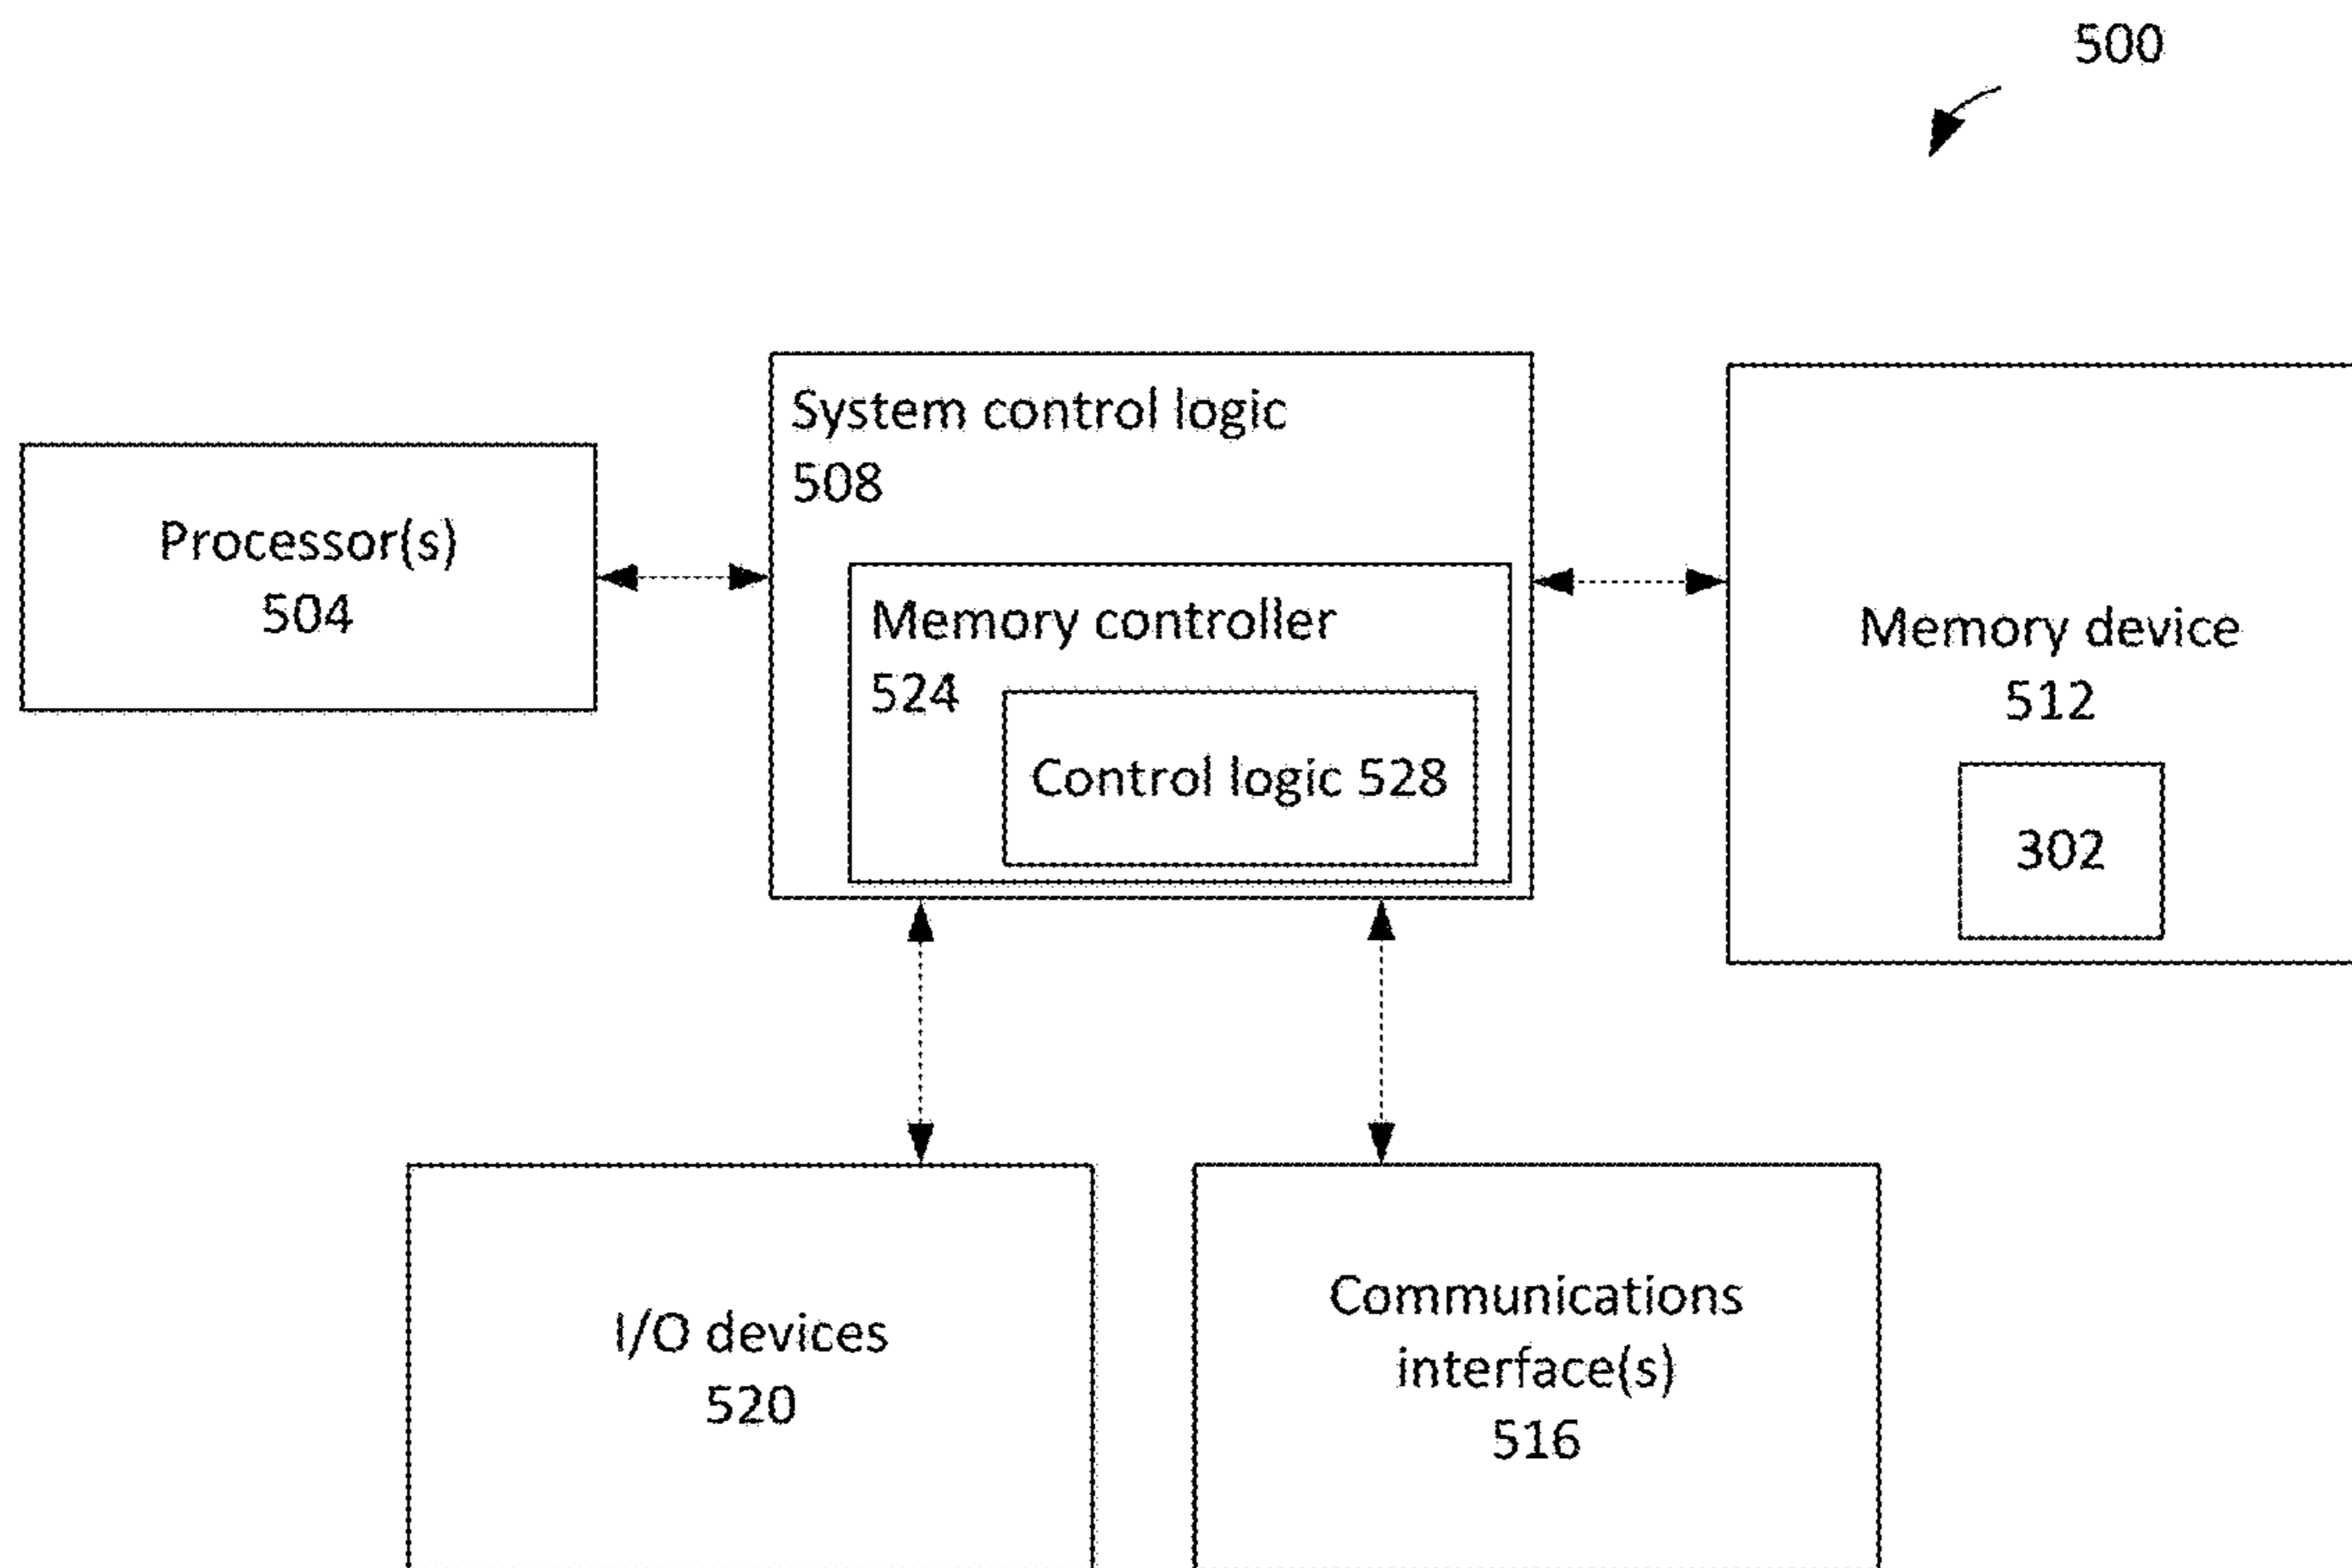 500
System control logic
508
Processor(s)
504
Memory controller
524
Control logic 528
Memory device
512
302
I/O devices
520
Communications
interface(s)
516